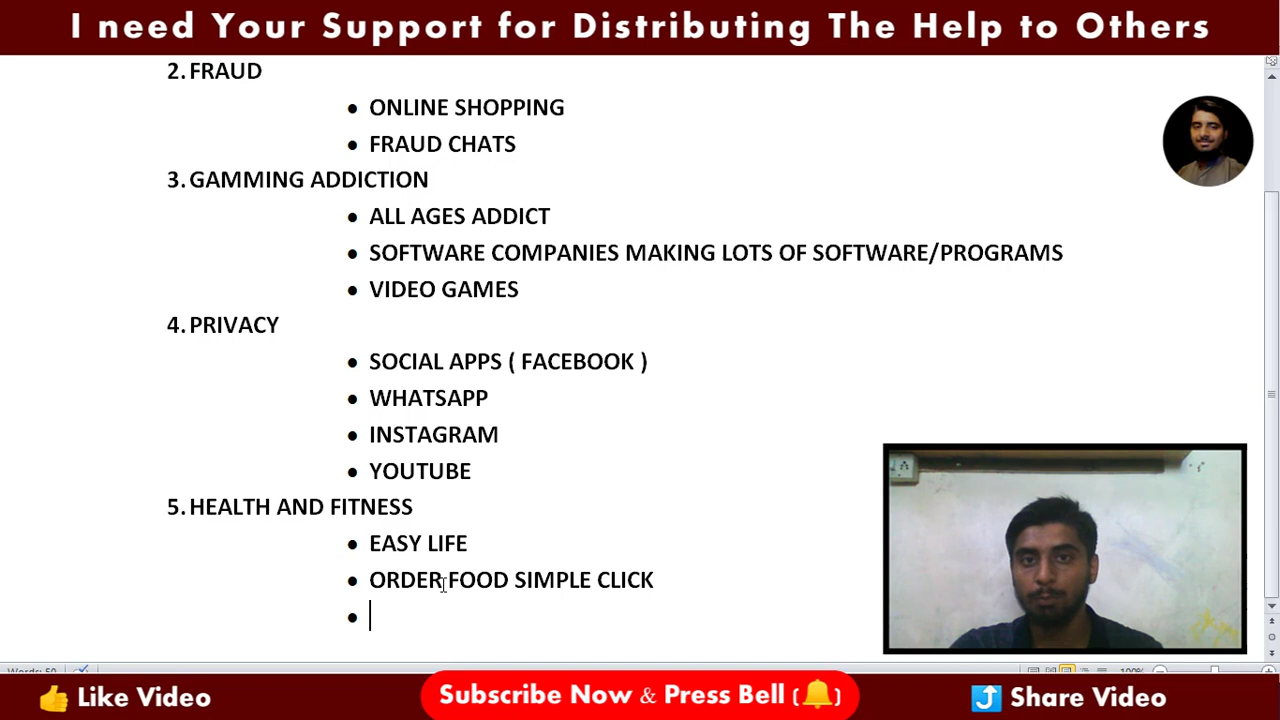 I need Your Support for Distributing The Help to Others
2. FRAUD
• ONLINE SHOPPING
• FRAUD CHATS
3. GAMMING ADDICTION
• ALL AGES ADDICT
• SOFTWARE COMPANIES MAKING LOTS OF SOFTWARE/PROGRAMS
• VIDEO GAMES
4. PRIVACY
• SOCIAL APPS ( FACEBOOK )
• WHATSAPP
• INSTAGRAM
• YOUTUBE
5. HEALTH AND FITNESS
• EASY LIFE
• ORDER FOOD SIMPLE CLICK
•
👍 Like Video
Subscribe Now & Press Bell (🔔)
⤴️ Share Video